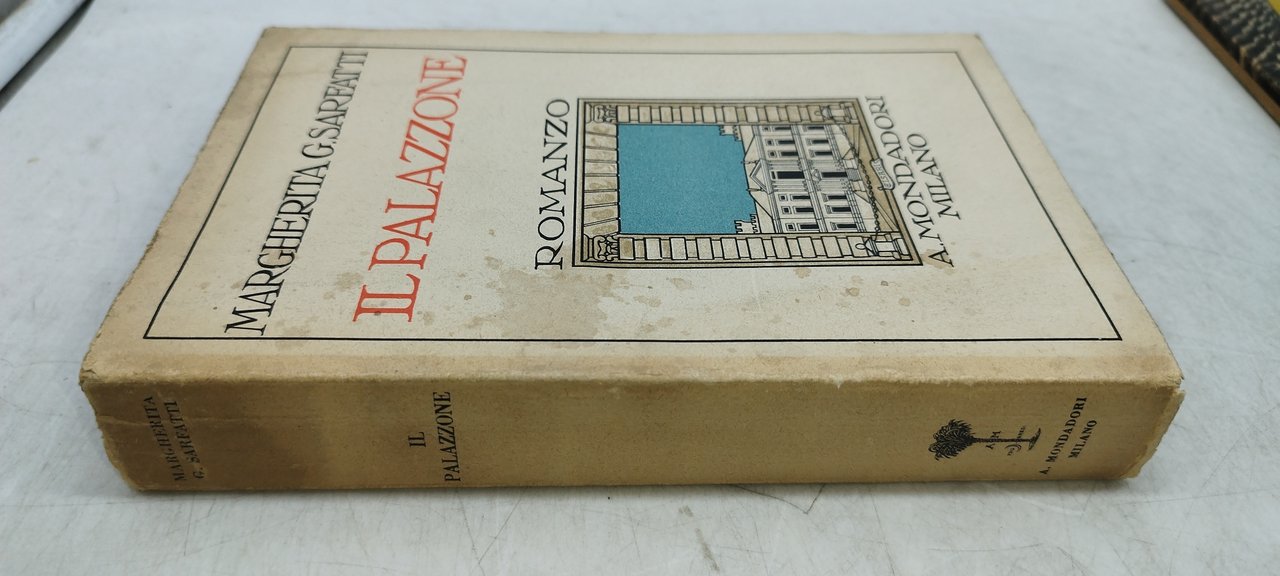 MARGHERITA G. SARFATTI
IL PALAZZONE
ROMANZO
A. MONDADORI
MILANO
MARGHERITA
G. SARFATTI
IL
PALAZZONE
A. MONDADORI
MILANO